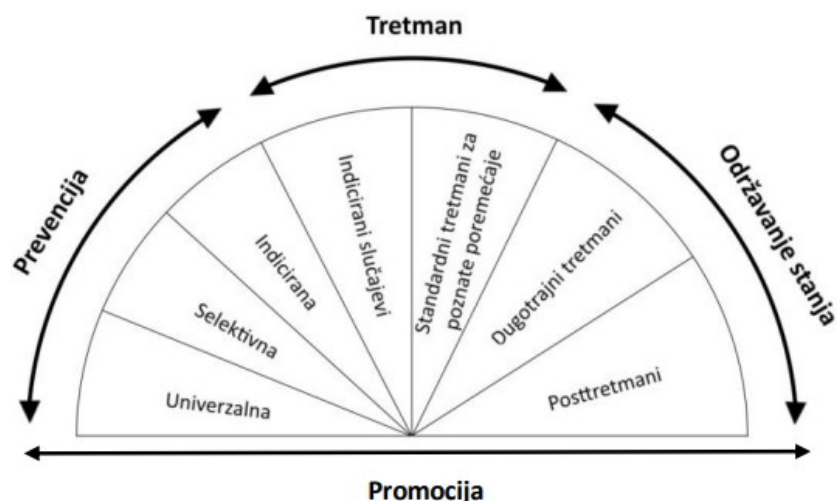 Tretman
Prevencija
Održavanje stanja
Univerzalna
Selektivna
Indicirana
Indicirani slučajevi
Standardni tretmani za
poznate poremećaje
Dugotrajni tretmani
Posttretmani
Promocija